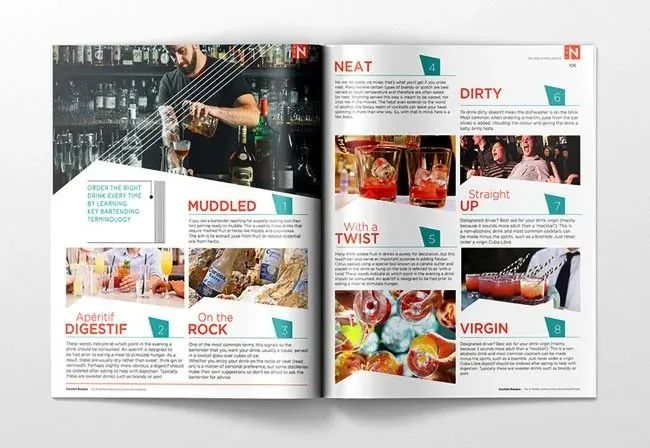 N
ORDER THE RIGHT
DRINK EVERY TIME
BY LEARNING
KEY BARTENDING
TERMINOLOGY
MUDDLED 1
If you see a bartender reaching for a pestle-looking tool then
he's getting ready to muddle. This is used to make drinks that
require mashed fruit or herbs like mojitos and caipirinhas.
The aim is to extract juice from fruit or release essential
oils from herbs.
Apéritif
DIGESTIF 2
These words indicate at which point in the evening a
drink should be consumed. An apéritif is designed to
be had prior to eating a meal to stimulate hunger. As a
result, these are usually dry rather than sweet, think gin or
vermouth. Perhaps slightly more obvious, a digestif should
be ordered after eating to help with digestion. Typically
these are sweeter drinks such as brandy or port
On the
ROCK 3
One of the most common terms, this signals to the
bartender that you want your drink, usually a liquor, served
in a lowball glass over cubes of ice.
Whether you enjoy your drink on the rocks or neat (near
ps) is a matter of personal preference, but some distilleries
make their own suggestions so don't be afraid to ask the
bartender for advice.
NEAT 4
No ice, no water, no mixer, that's what you'll get if you order
neat. Many believe certain types of brandy or scotch are best
served at room temperature and therefore are often asked
for neat. Anything served this way is meant to be sipped, not
shot like in the movies.
of alcohol; the boozy realm of cocktails can leave your head
spinning in more than one way. So, with that in mind, here is a
few basic
With a
TWIST 5
Many think added fruit in drinks is purely for decoration, but this
touch can also serve an important purpose in adding flavour.
Citrus peeled using a special tool known as a canele cutter and
placed in the drink or hung on the side is referred to as 'with a
twist'. These words indicate at which point in the evening a drink
should be consumed. An apéritif is designed to be had prior to
eating a meal to stimulate hunger.
N
106
DIRTY 6
To drink dirty doesn't mean the dishwasher is on the blink.
Most common, when ordering a martini, juice from the bar
olives is added, clouding the colour and giving the drink a
salty, briny taste.
Straight
UP 7
Designated driver? Best ask for your drink virgin (mainly
because it sounds more adult than a "mocktail"). This is
a non-alcoholic drink and most common cocktails can be
made minus the spirits, such as a bramble. Just never order
a virgin Cuba Libre.
VIRGIN 8
Designated driver? Best ask for your drink virgin (mainly
because it sounds more adult than a "mocktail"). This is a non-
alcoholic drink and most common cocktails can be made
minus the spirits, such as a bramble. Just never order a virgin
Cuba Libre.digestif should be ordered after eating to help with
digestion. Typically these are sweeter drinks such as brandy or
port.